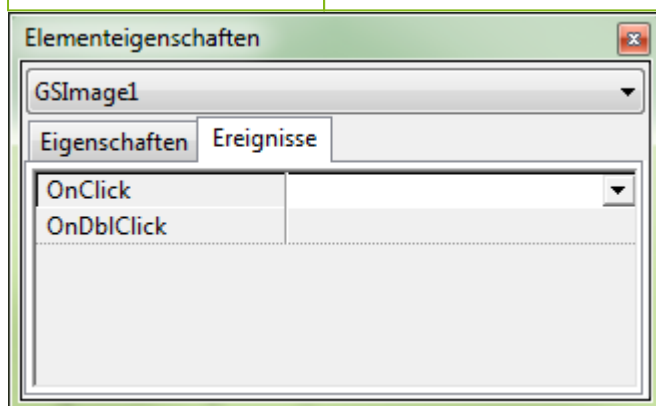 Elementeigenschaften
GSImage1
Eigenschaften Ereignisse
OnClick
OnDblClick